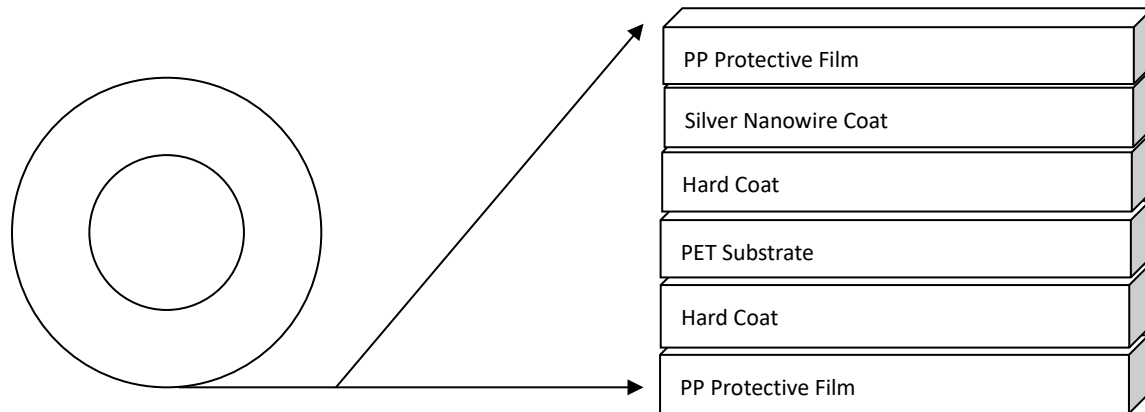 PP Protective Film
Silver Nanowire Coat
Hard Coat
PET Substrate
Hard Coat
PP Protective Film